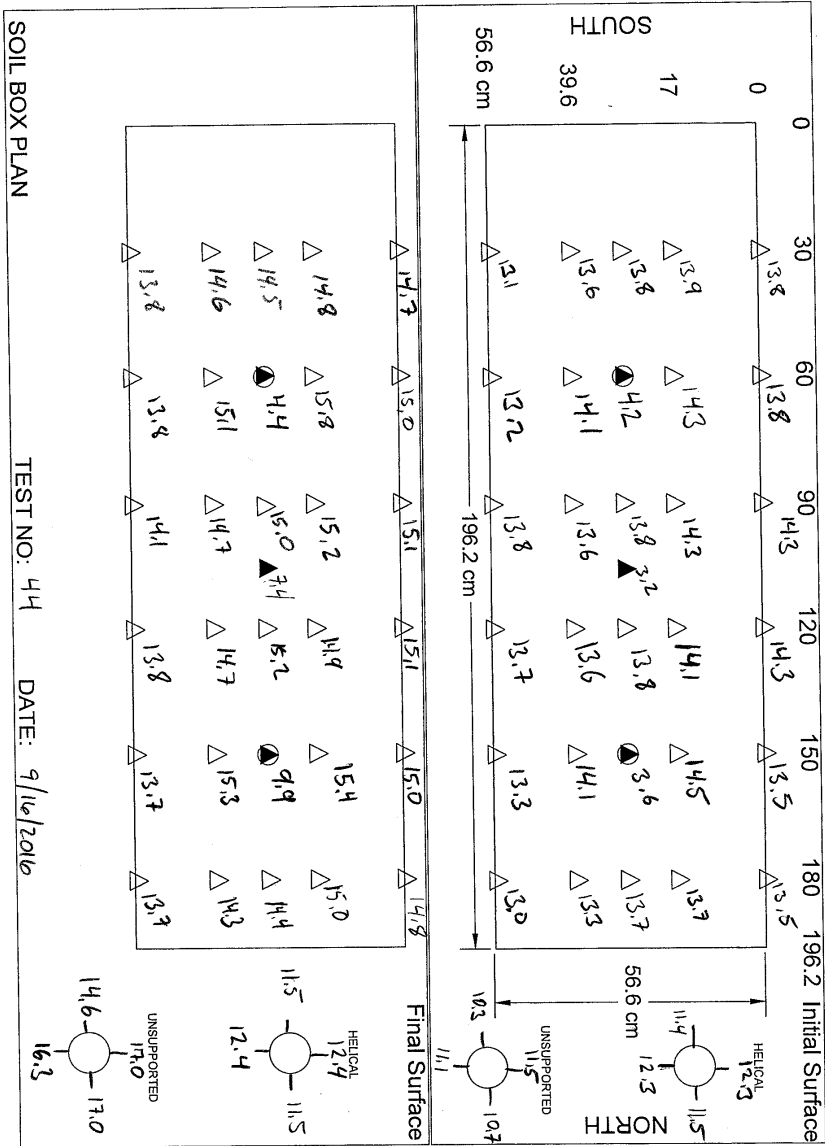 0 30 60 90 120 150 180 196.2 Initial Surface
SOUTH
NORTH
0
17
39.6
56.6 cm
13.8 13.8 14.3 14.3 13.5 13.5
13.9 14.3 14.3 14.1 14.5 13.7
13.8 4.2 13.8 3.2 13.8 3.6 13.7
13.6 14.1 13.6 13.6 14.1 13.3
13.1 13.2 13.8 13.7 13.3 13.0
196.2 cm
56.6 cm
HELICAL
12.3
11.4
11.5
12.3
UNSUPPORTED
11.5
10.3
10.7
11.1
Final Surface
14.7 15.0 15.1 15.1 15.0 14.8
14.8 15.8 15.2 14.9 15.4 15.0
14.5 4.4 15.0 7.4 15.2 9.9 14.4
14.6 15.1 14.7 14.7 15.3 14.3
13.8 13.8 14.1 13.8 13.7 13.7
HELICAL
12.4
11.5
11.5
12.4
UNSUPPORTED
17.0
14.6
17.0
16.3
SOIL BOX PLAN
TEST NO: 44
DATE: 9/16/2016